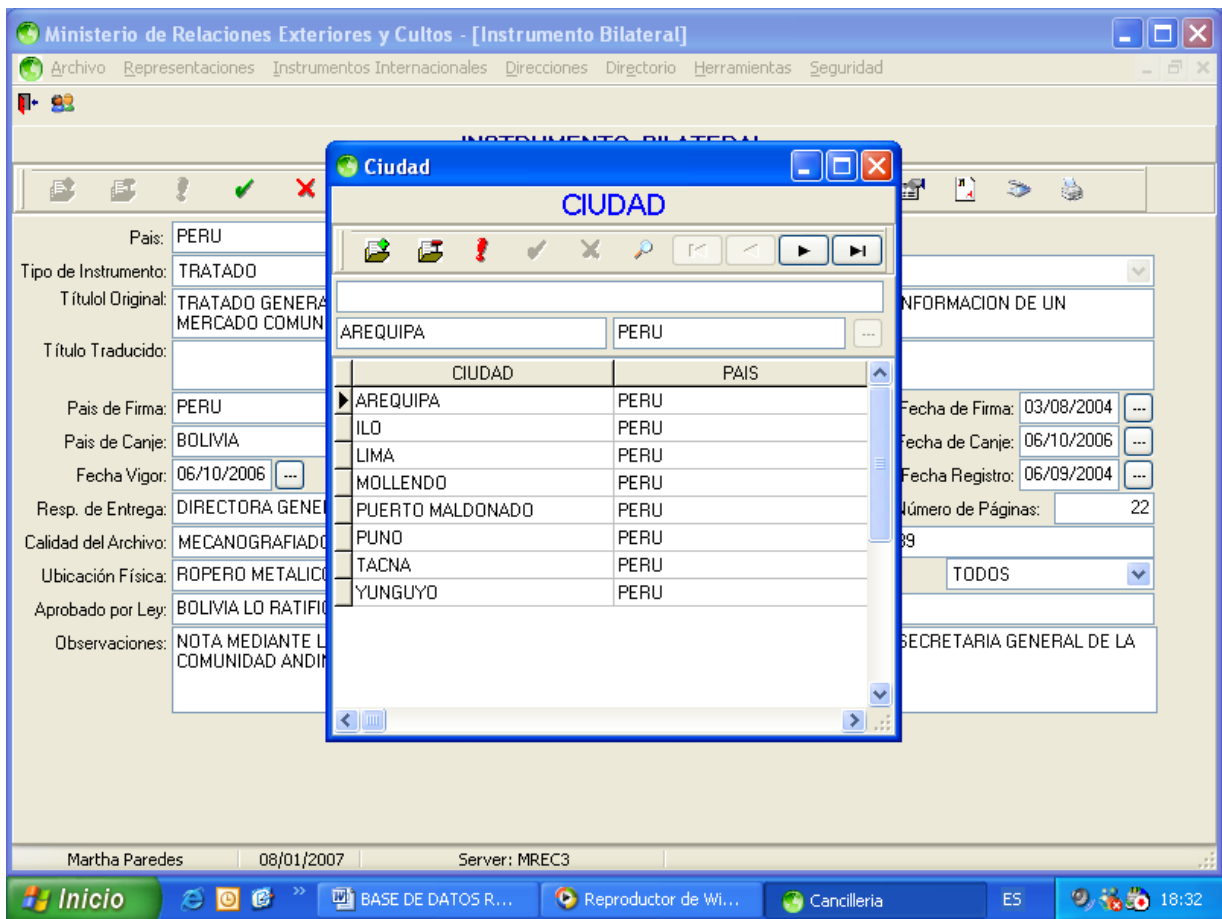 Ministerio de Relaciones Exteriores y Cultos - [Instrumento Bilateral]
Archivo Representaciones Instrumentos Internacionales Direcciones Directorio Herramientas Seguridad
INSTRUMENTO BILATERAL
Ciudad
CIUDAD
AREQUIPA PERU ...
CIUDAD PAIS
AREQUIPA PERU
ILO PERU
LIMA PERU
MOLLENDO PERU
PUERTO MALDONADO PERU
PUNO PERU
TACNA PERU
YUNGUYO PERU
Pais: PERU
Tipo de Instrumento: TRATADO
Títulol Original: TRATADO GENERA NFORMACION DE UN
MERCADO COMUN
Título Traducido:
Pais de Firma: PERU Fecha de Firma: 03/08/2004 ...
Pais de Canje: BOLIVIA Fecha de Canje: 06/10/2006 ...
Fecha Vigor: 06/10/2006 ... Fecha Registro: 06/09/2004 ...
Resp. de Entrega: DIRECTORA GENE Número de Páginas: 22
Calidad del Archivo: MECANOGRAFIADO 39
Ubicación Física: ROPERO METALICO TODOS
Aprobado por Ley: BOLIVIA LO RATIFI
Observaciones: NOTA MEDIANTE L SECRETARIA GENERAL DE LA
COMUNIDAD ANDIN
Martha Paredes 08/01/2007 Server: MREC3
Inicio » BASE DE DATOS R... Reproductor de Wi... Cancilleria ES 18:32